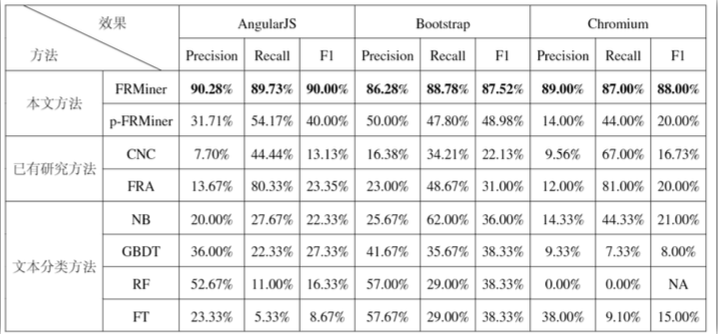 效果 AngularJS Bootstrap Chromium
方法 Precision Recall F1 Precision Recall F1 Precision Recall F1
本文方法 FRMiner 90.28% 89.73% 90.00% 86.28% 88.78% 87.52% 89.00% 87.00% 88.00%
p-FRMiner 31.71% 54.17% 40.00% 50.00% 47.80% 48.98% 14.00% 44.00% 20.00%
已有研究方法 CNC 7.70% 44.44% 13.13% 16.38% 34.21% 22.13% 9.56% 67.00% 16.73%
FRA 13.67% 80.33% 23.35% 23.00% 48.67% 31.00% 12.00% 81.00% 20.00%
文本分类方法 NB 20.00% 27.67% 22.33% 25.67% 62.00% 36.00% 14.33% 44.33% 21.00%
GBDT 36.00% 22.33% 27.33% 41.67% 35.67% 38.33% 9.33% 7.33% 8.00%
RF 52.67% 11.00% 16.33% 57.00% 29.00% 38.33% 0.00% 0.00% NA
FT 23.33% 5.33% 8.67% 57.67% 29.00% 38.33% 38.00% 9.10% 15.00%